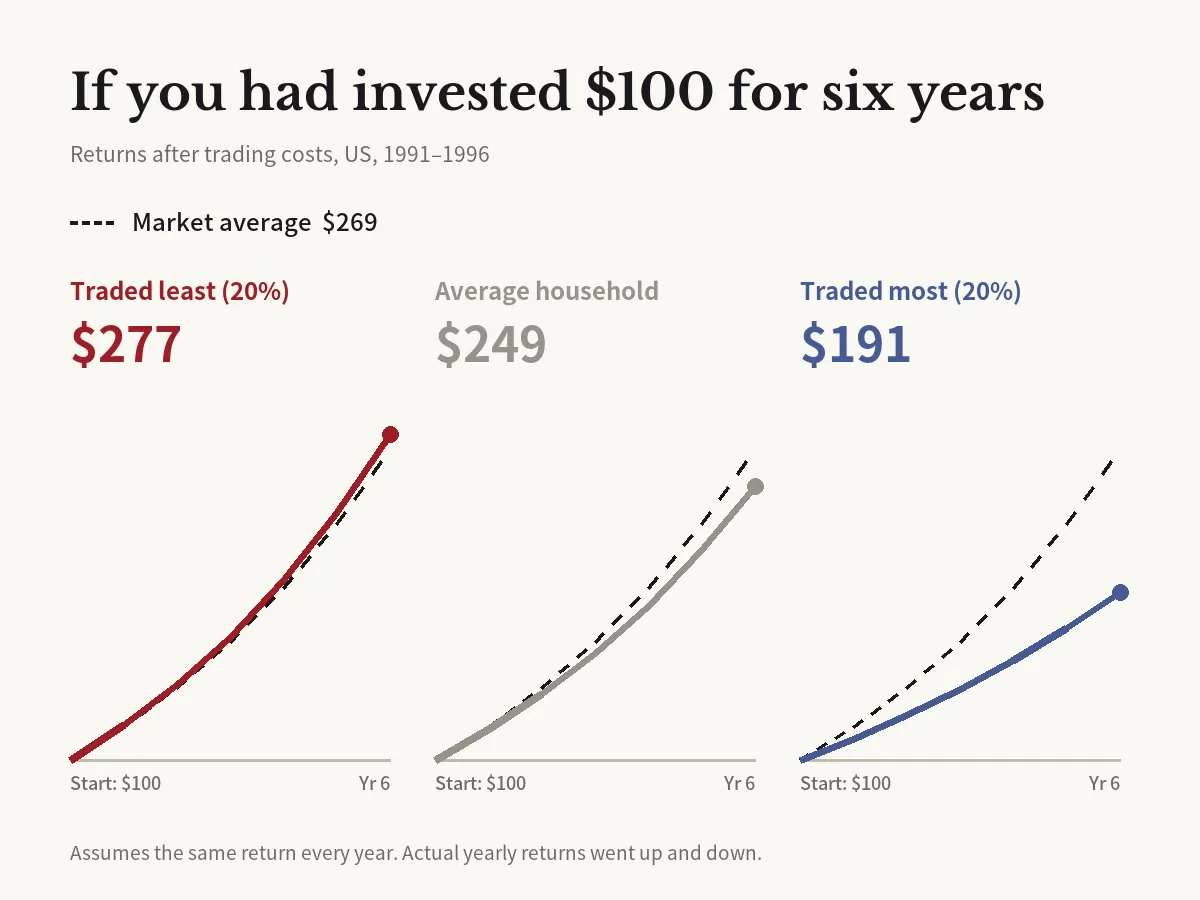 If you had invested $100 for six years
Returns after trading costs, US, 1991–1996
Market average $269
Traded least (20%)
$277
Average household
$249
Traded most (20%)
$191
Start: $100
Yr 6
Start: $100
Yr 6
Start: $100
Yr 6
Assumes the same return every year. Actual yearly returns went up and down.